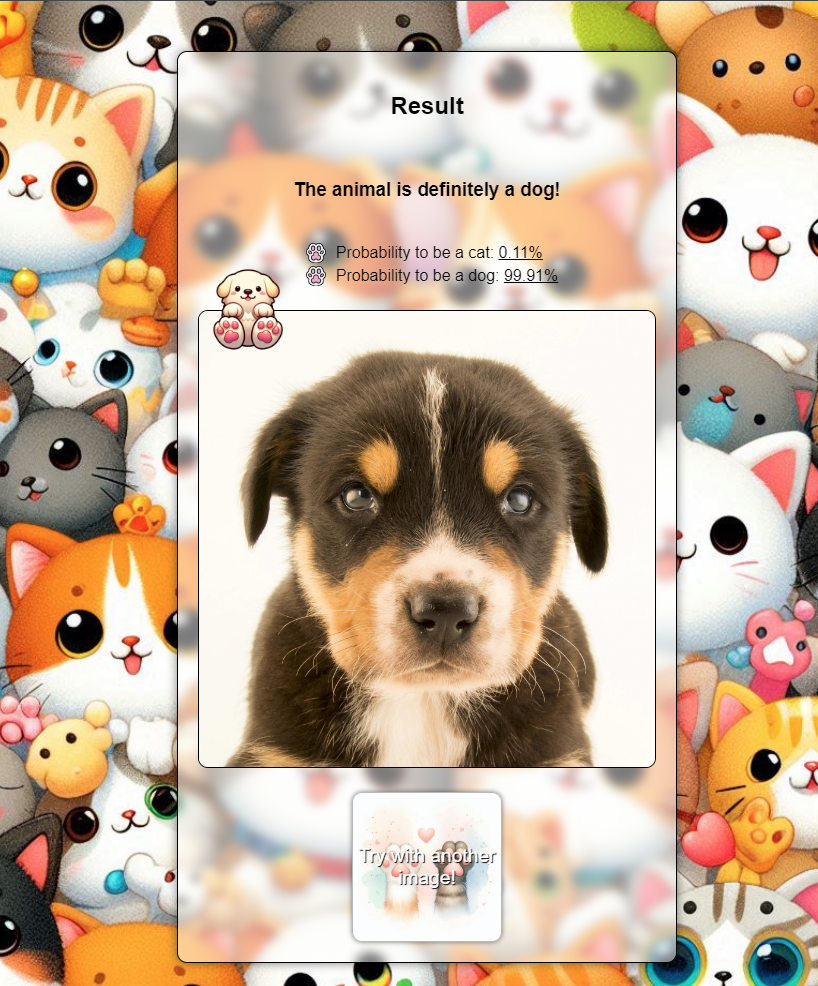 Result
The animal is definitely a dog!
Probability to be a cat: 0.11%
Probability to be a dog: 99.91%
Try with another
image!